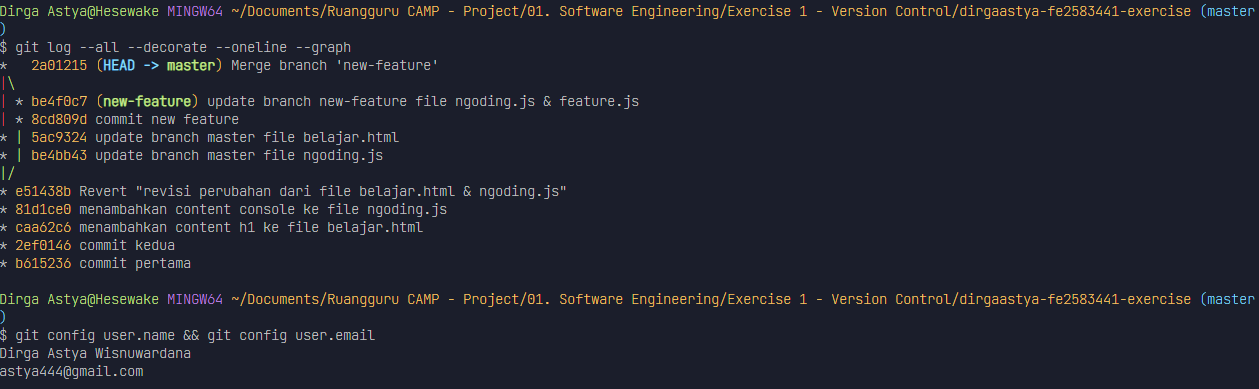 Dirga Astya@Hesewake MINGW64 ~/Documents/Ruangguru CAMP - Project/01. Software Engineering/Exercise 1 - Version Control/dirgaastya-fe2583441-exercise (master
)
$ git log --all --decorate --oneline --graph
*   2a01215 (HEAD -> master) Merge branch 'new-feature'
|\
| * be4f0c7 (new-feature) update branch new-feature file ngoding.js & feature.js
| * 8cd809d commit new feature
* | 5ac9324 update branch master file belajar.html
* | be4bb43 update branch master file ngoding.js
|/
* e51438b Revert "revisi perubahan dari file belajar.html & ngoding.js"
* 81d1ce0 menambahkan content console ke file ngoding.js
* caa62c6 menambahkan content h1 ke file belajar.html
* 2ef0146 commit kedua
* b615236 commit pertama
Dirga Astya@Hesewake MINGW64 ~/Documents/Ruangguru CAMP - Project/01. Software Engineering/Exercise 1 - Version Control/dirgaastya-fe2583441-exercise (master
)
$ git config user.name && git config user.email
Dirga Astya Wisnuwardana
astya444@gmail.com